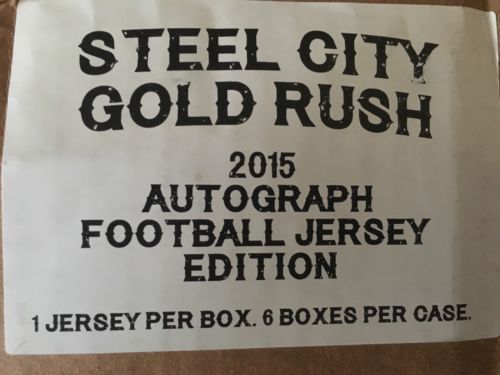 STEEL CITY
GOLD RUSH
2015
AUTOGRAPH
FOOTBALL JERSEY
EDITION
1 JERSEY PER BOX. 6 BOXES PER CASE.